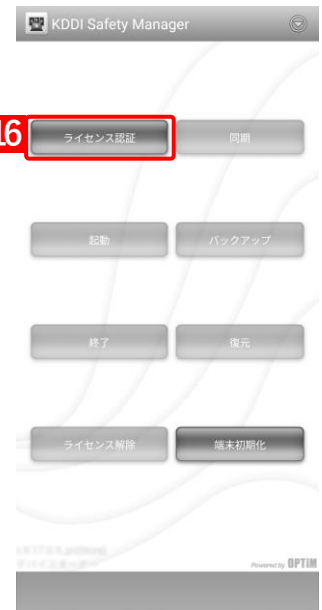 KDDI Safety Manager
16
ライセンス認証
同期
起動
バックアップ
終了
復元
ライセンス解除
端末初期化
Powered by OPTiM